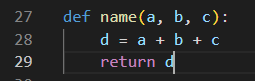 27 def name(a, b, c):
28     d = a + b + c
29     return d